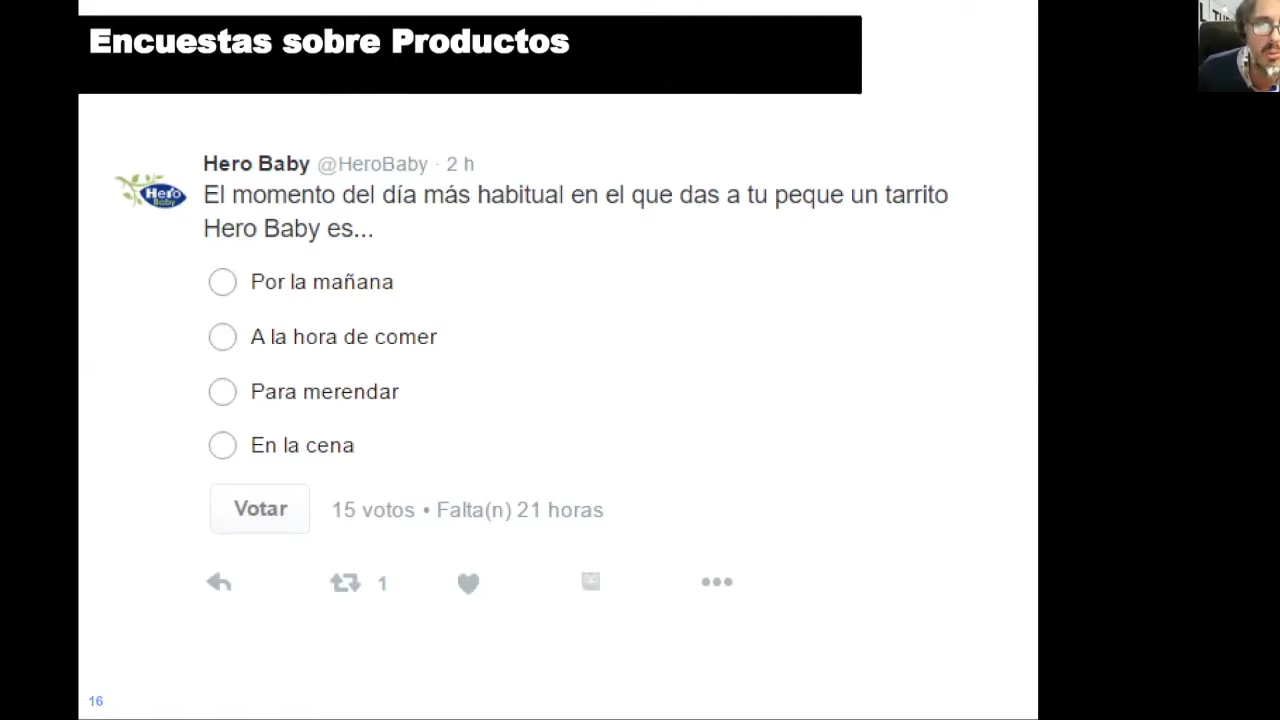 Encuestas sobre Productos
Hero Baby @HeroBaby · 2 h
Hero
Baby
El momento del día más habitual en el que das a tu peque un tarrito
Hero Baby es...
Por la mañana
A la hora de comer
Para merendar
En la cena
Votar 15 votos • Falta(n) 21 horas
1
16